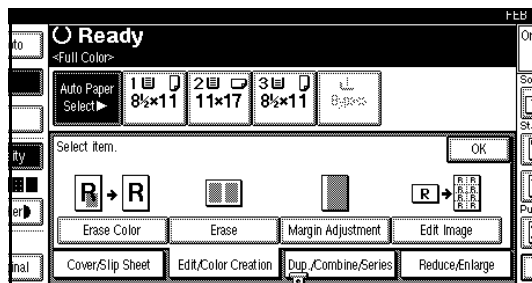 FEB
Ready
<Full Color>
Auto Paper
Select▶
1
8½×11
2
11×17
3
8½×11
Bypass
Select item.
OK
R → R
R →
Erase Color
Erase
Margin Adjustment
Edit Image
Cover/Slip Sheet
Edit/Color Creation
Dup./Combine/Series
Reduce/Enlarge